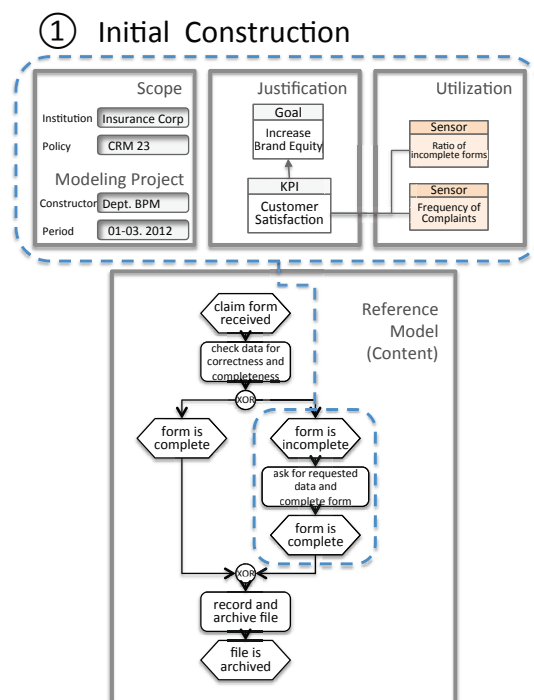 ① Initial Construction
Scope
Institution Insurance Corp
Policy CRM 23
Modeling Project
Constructor Dept. BPM
Period 01-03. 2012
Justification
Goal
Increase
Brand Equity
KPI
Customer
Satisfaction
Utilization
Sensor
Ratio of
incomplete forms
Sensor
Frequency of
Complaints
Reference
Model
(Content)
claim form
received
check data for
correctness and
completeness
XOR
form is
complete
form is
incomplete
ask for requested
data and
complete form
form is
complete
XOR
record and
archive file
file is
archived